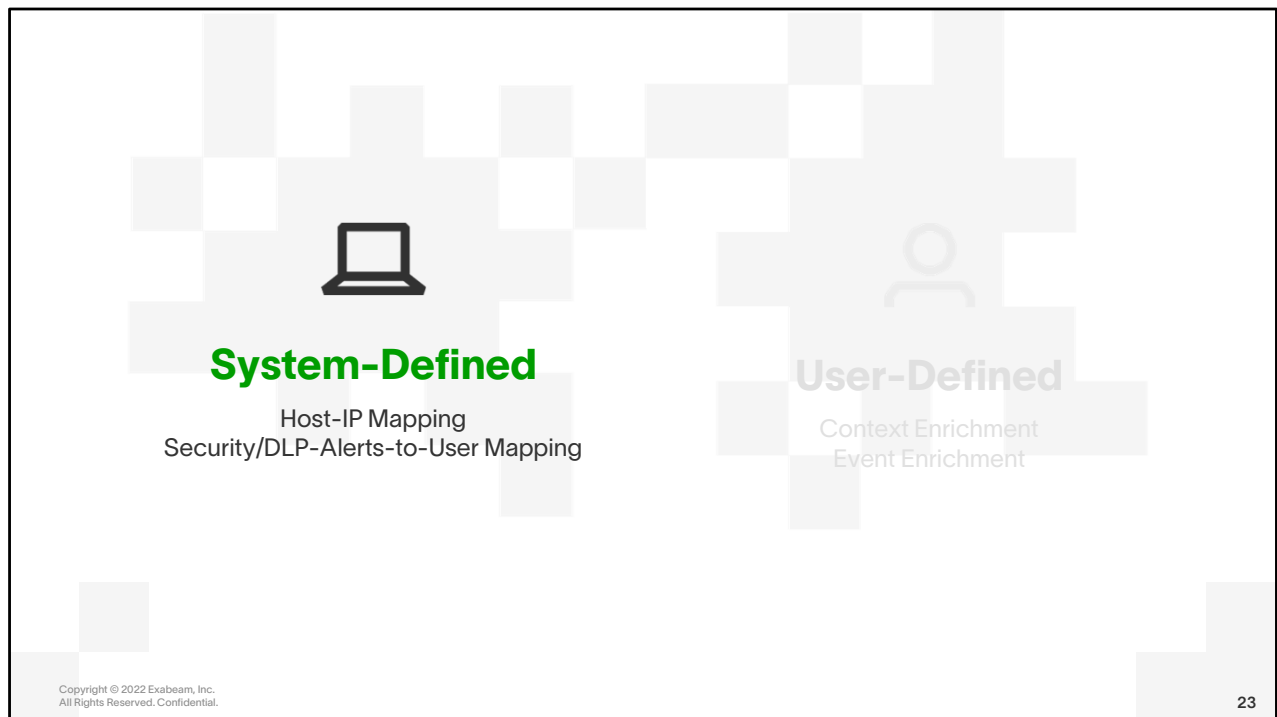 System-Defined
Host-IP Mapping
Security/DLP-Alerts-to-User Mapping
User-Defined
Context Enrichment
Event Enrichment
Copyright © 2022 Exabeam, Inc.
All Rights Reserved. Confidential.
23